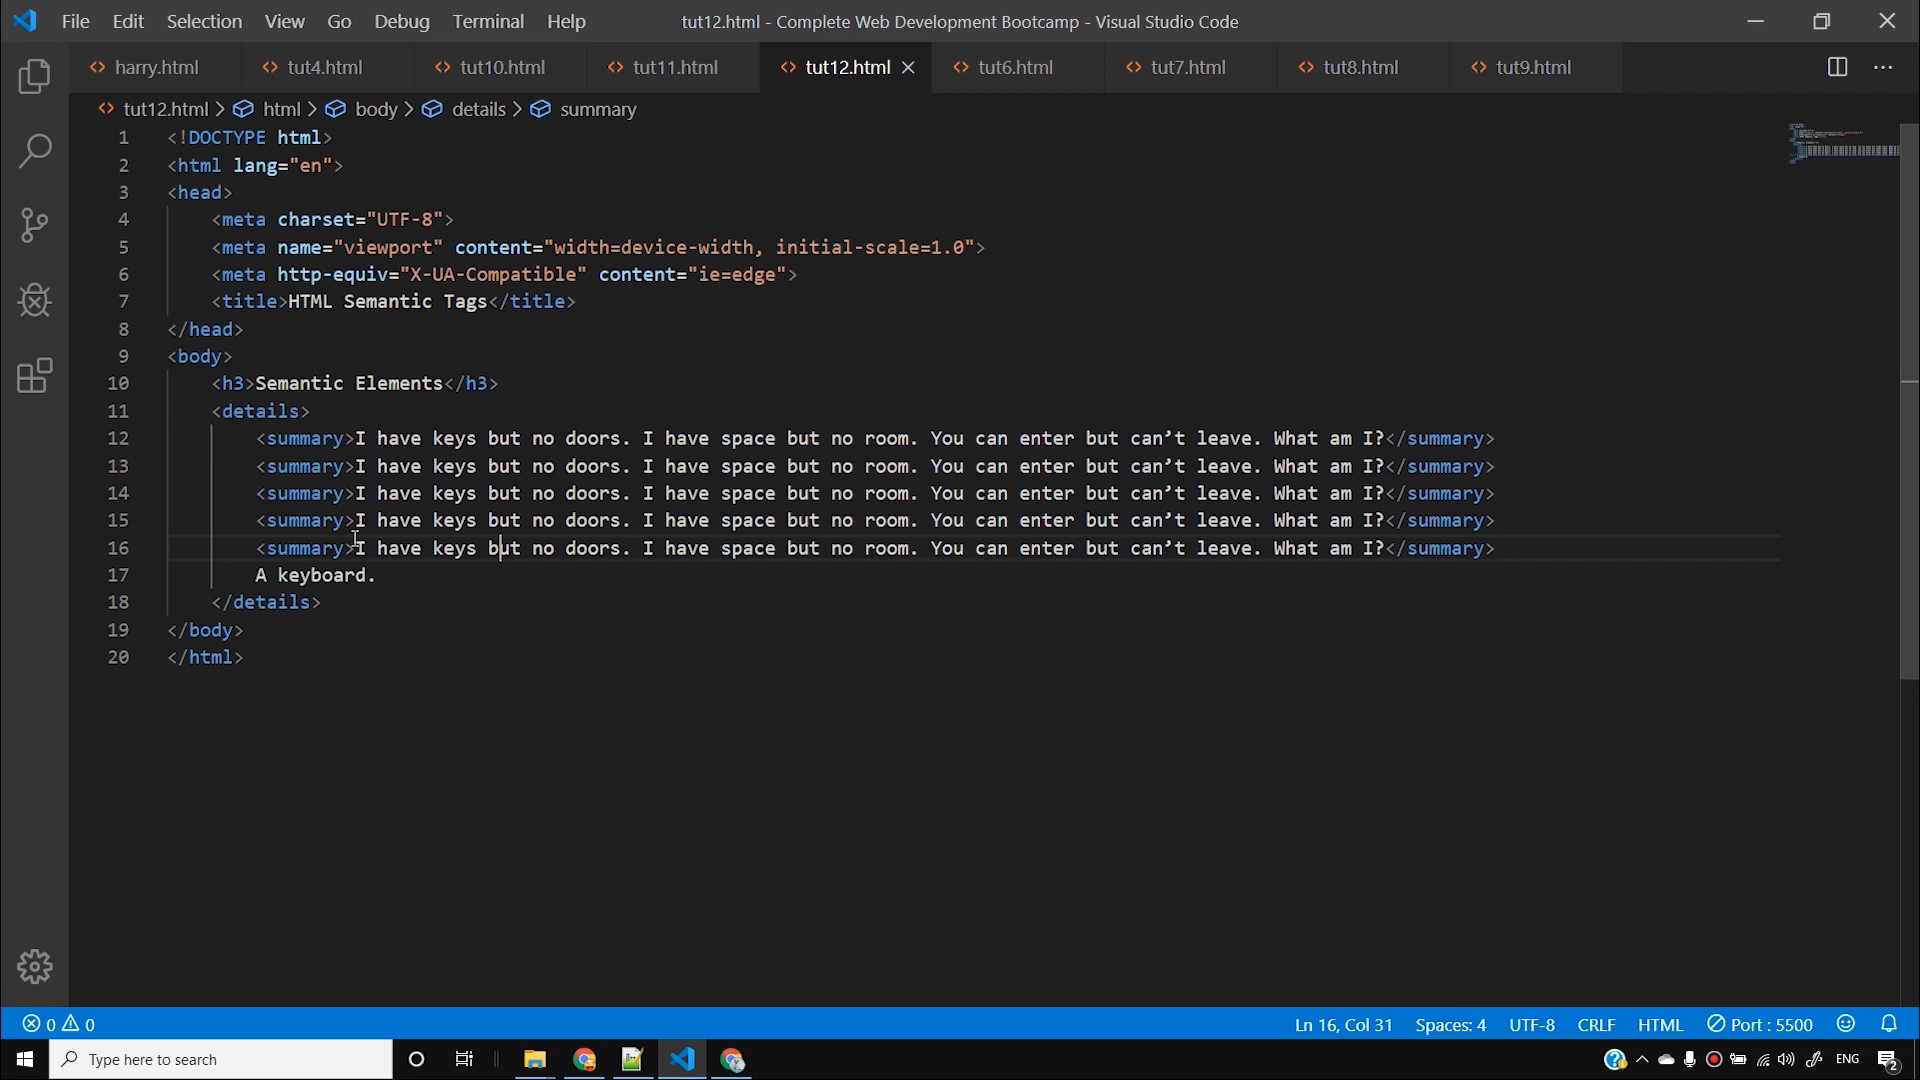 File Edit Selection View Go Debug Terminal Help tut12.html - Complete Web Development Bootcamp - Visual Studio Code
harry.html tut4.html tut10.html tut11.html tut12.html tut6.html tut7.html tut8.html tut9.html
tut12.html > html > body > details > summary
1 <!DOCTYPE html>
2 <html lang="en">
3 <head>
4 <meta charset="UTF-8">
5 <meta name="viewport" content="width=device-width, initial-scale=1.0">
6 <meta http-equiv="X-UA-Compatible" content="ie=edge">
7 <title>HTML Semantic Tags</title>
8 </head>
9 <body>
10 <h3>Semantic Elements</h3>
11 <details>
12 <summary>I have keys but no doors. I have space but no room. You can enter but can’t leave. What am I?</summary>
13 <summary>I have keys but no doors. I have space but no room. You can enter but can’t leave. What am I?</summary>
14 <summary>I have keys but no doors. I have space but no room. You can enter but can’t leave. What am I?</summary>
15 <summary>I have keys but no doors. I have space but no room. You can enter but can’t leave. What am I?</summary>
16 <summary>I have keys but no doors. I have space but no room. You can enter but can’t leave. What am I?</summary>
17 A keyboard.
18 </details>
19 </body>
20 </html>
0 0 Ln 16, Col 31 Spaces: 4 UTF-8 CRLF HTML Port : 5500
Type here to search ENG 2